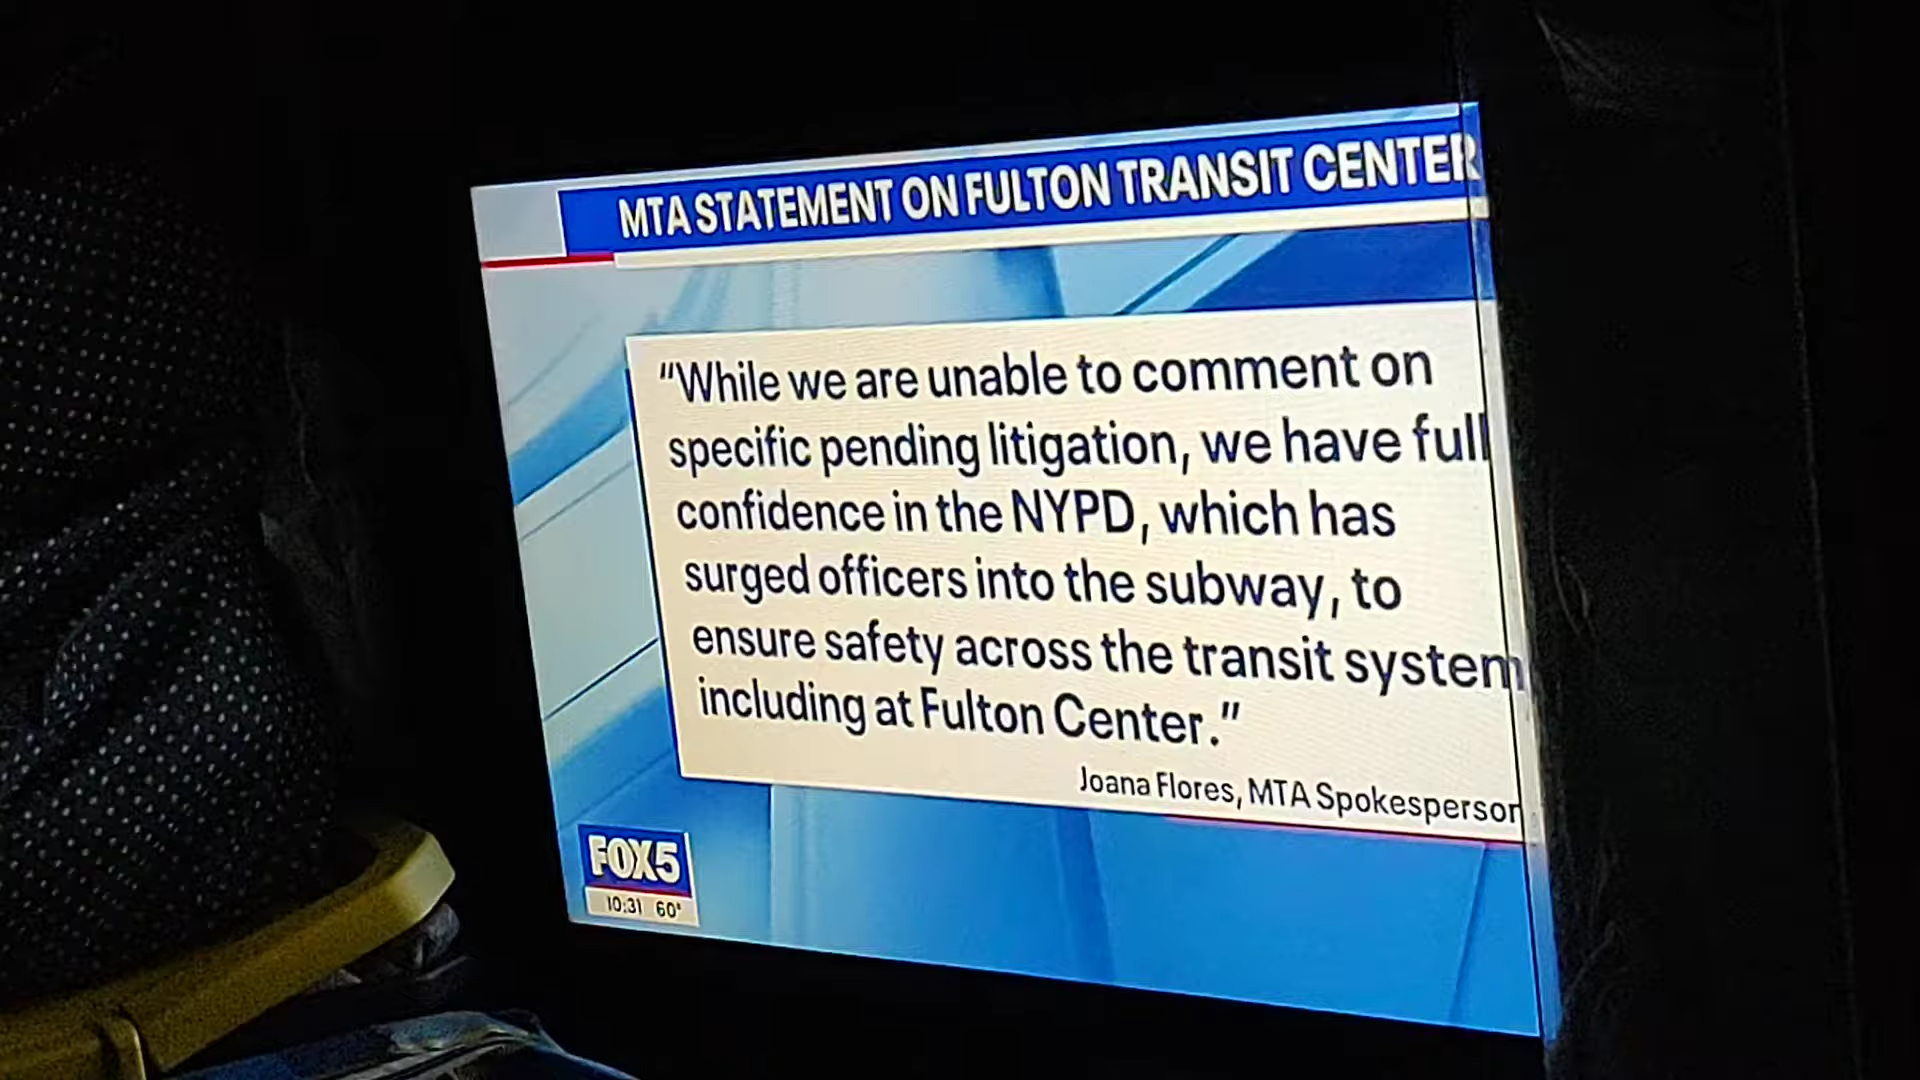 MTA STATEMENT ON FULTON TRANSIT CENTER
“While we are unable to comment on
specific pending litigation, we have full
confidence in the NYPD, which has
surged officers into the subway, to
ensure safety across the transit system
including at Fulton Center.”
Joana Flores, MTA Spokesperson
FOX5
10:31 60°